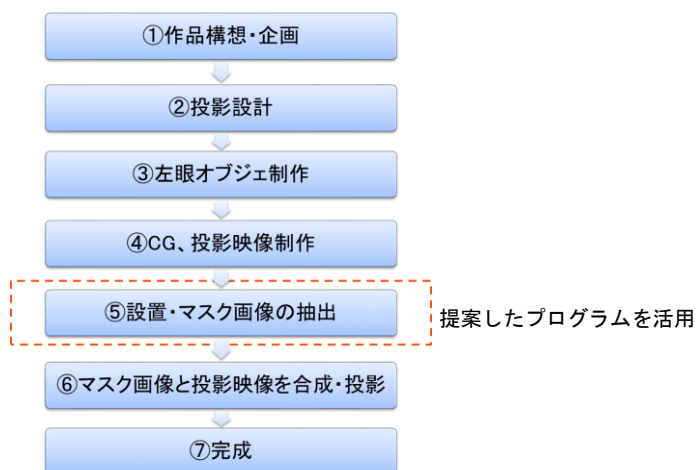 ①作品構想・企画
②投影設計
③左眼オブジェ制作
④CG、投影映像制作
⑤設置・マスク画像の抽出
提案したプログラムを活用
⑥マスク画像と投影映像を合成・投影
⑦完成